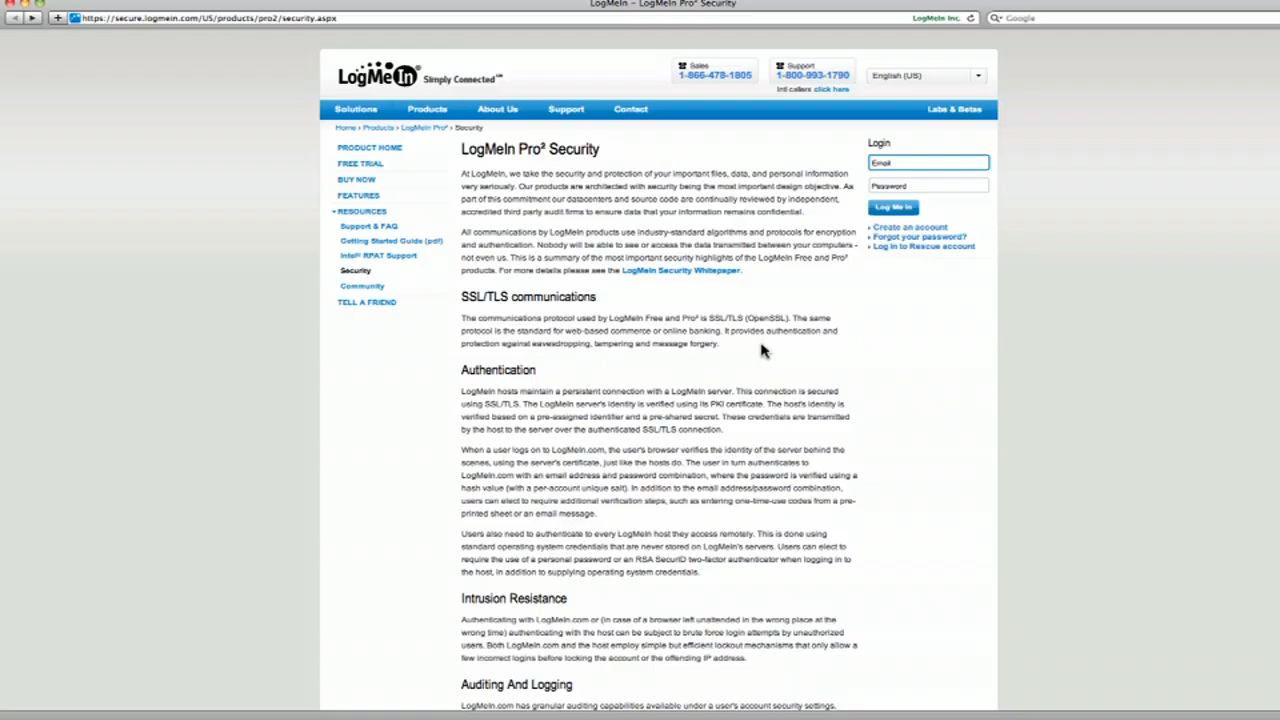 LogMeIn – LogMeIn Pro² Security
https://secure.logmein.com/US/products/pro2/security.aspx
LogMeIn Inc.
Google
LogMeIn® Simply Connected℠
Sales
1-866-478-1805
Support
1-800-993-1790
Intl callers click here
English (US)
Solutions Products About Us Support Contact Labs & Betas
Home › Products › LogMeIn Pro² › Security
PRODUCT HOME
FREE TRIAL
BUY NOW
FEATURES
RESOURCES
Support & FAQ
Getting Started Guide (pdf)
Intel® RPAT Support
Security
Community
TELL A FRIEND
LogMeIn Pro² Security
At LogMeIn, we take the security and protection of your important files, data, and personal information
very seriously. Our products are architected with security being the most important design objective. As
part of this commitment our datacenters and source code are continually reviewed by independent,
accredited third party audit firms to ensure data that your information remains confidential.
All communications by LogMeIn products use industry-standard algorithms and protocols for encryption
and authentication. Nobody will be able to see or access the data transmitted between your computers -
not even us. This is a summary of the most important security highlights of the LogMeIn Free and Pro²
products. For more details please see the LogMeIn Security Whitepaper.
SSL/TLS communications
The communications protocol used by LogMeIn Free and Pro² is SSL/TLS (OpenSSL). The same
protocol is the standard for web-based commerce or online banking. It provides authentication and
protection against eavesdropping, tampering and message forgery.
Authentication
LogMeIn hosts maintain a persistent connection with a LogMeIn server. This connection is secured
using SSL/TLS. The LogMeIn server's identity is verified using its PKI certificate. The host's identity is
verified based on a pre-assigned identifier and a pre-shared secret. These credentials are transmitted
by the host to the server over the authenticated SSL/TLS connection.
When a user logs on to LogMeIn.com, the user's browser verifies the identity of the server behind the
scenes, using the server's certificate, just like the hosts do. The user in turn authenticates to
LogMeIn.com with an email address and password combination, where the password is verified using a
hash value (with a per-account unique salt). In addition to the email address/password combination,
users can elect to require additional verification steps, such as entering one-time-use codes from a pre-
printed sheet or an email message.
Users also need to authenticate to every LogMeIn host they access remotely. This is done using
standard operating system credentials that are never stored on LogMeIn's servers. Users can elect to
require the use of a personal password or an RSA SecurID two-factor authenticator when logging in to
the host, in addition to supplying operating system credentials.
Intrusion Resistance
Authenticating with LogMeIn.com or (in case of a browser left unattended in the wrong place at the
wrong time) authenticating with the host can be subject to brute force login attempts by unauthorized
users. Both LogMeIn.com and the host employ simple but efficient lockout mechanisms that only allow a
few incorrect logins before locking the account or the offending IP address.
Auditing And Logging
LogMeIn.com has granular auditing capabilities available under a user's account security settings.
Login
Email
Password
Log Me In
Create an account
Forgot your password?
Log in to Rescue account